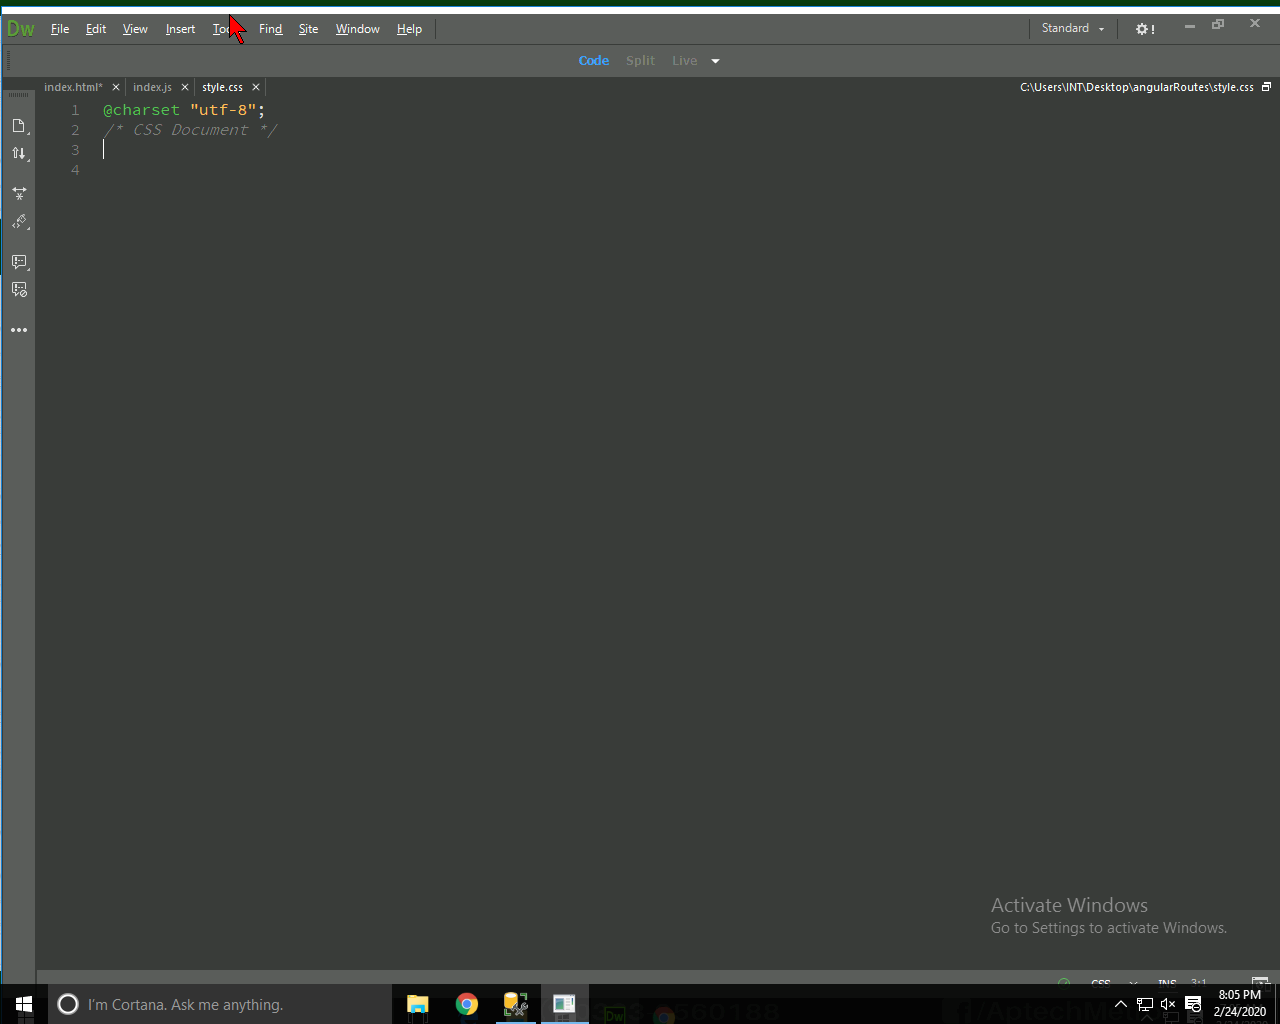 Dw File Edit View Insert Find Site Window Help Standard
Code Split Live
index.html* index.js style.css C:\Users\INT\Desktop\angularRoutes\style.css
1 @charset "utf-8";
2 /* CSS Document */
3
4
Activate Windows
Go to Settings to activate Windows.
CSS INS 3:1
I'm Cortana. Ask me anything.
8:05 PM
2/24/2020